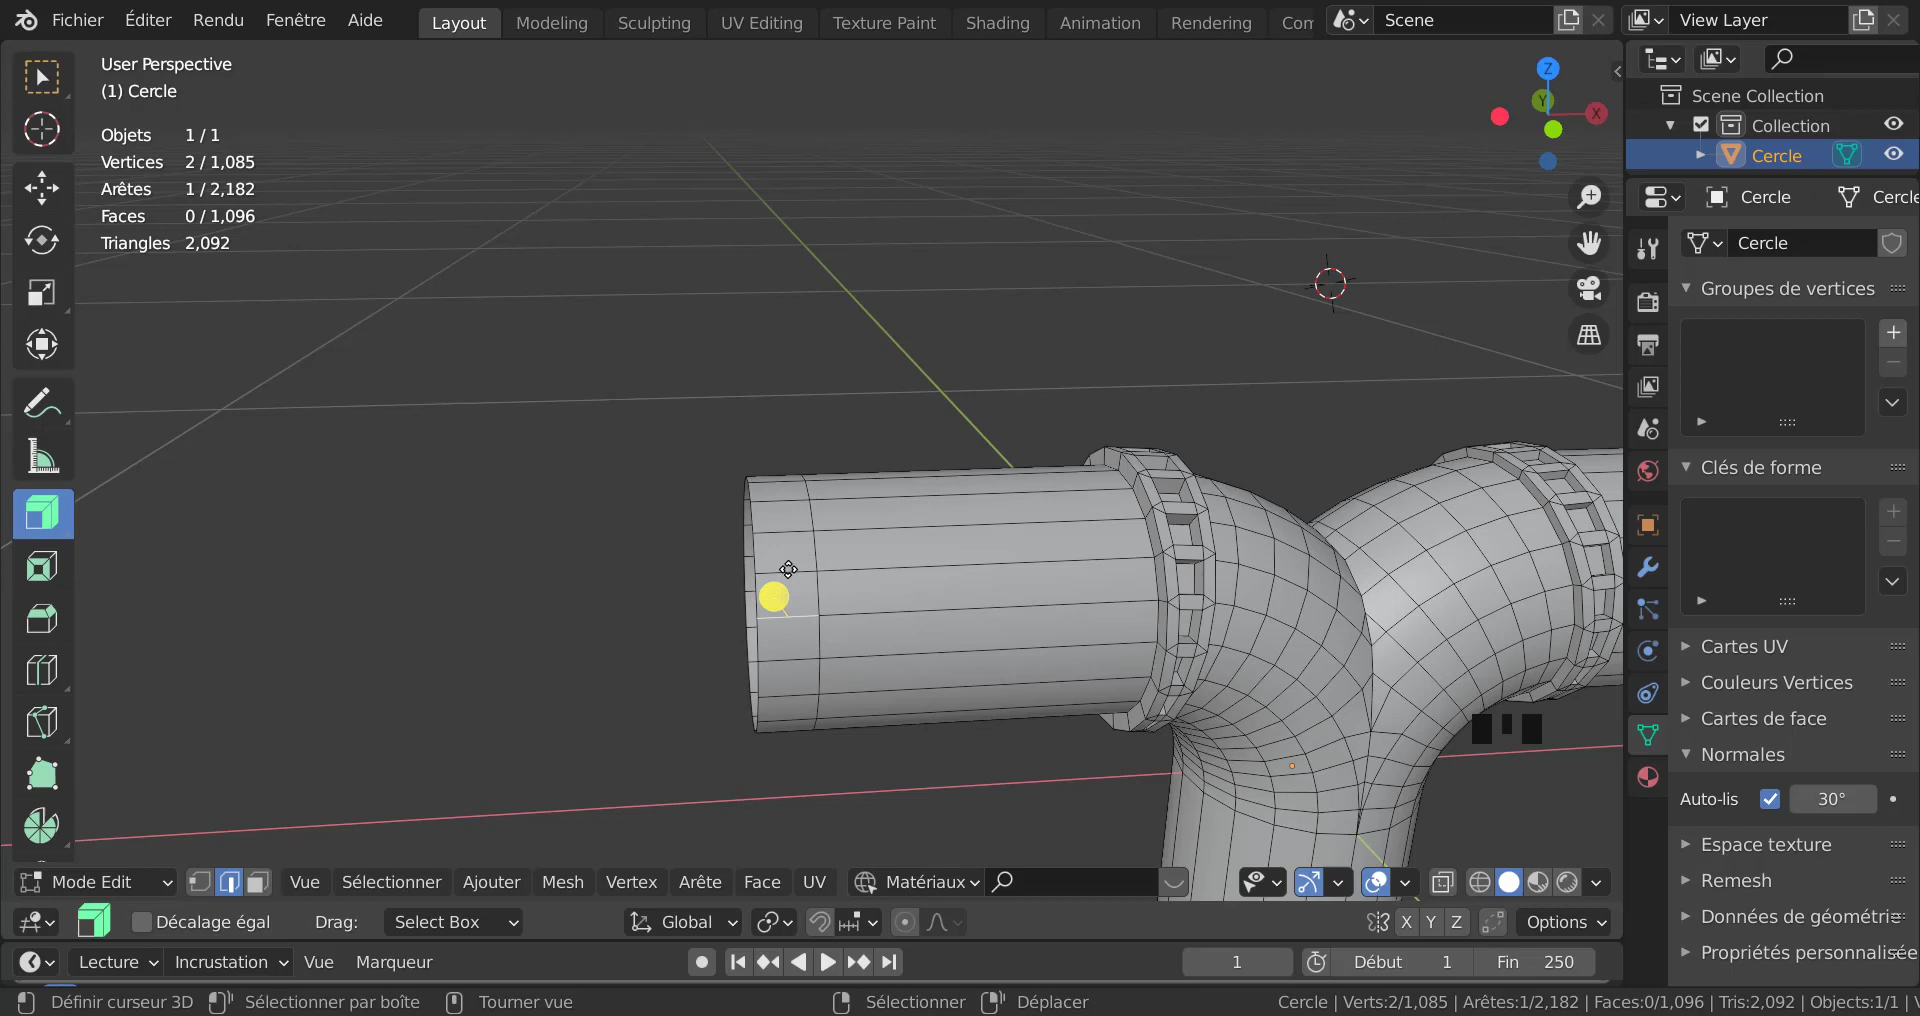 Fichier Éditer Rendu Fenêtre Aide Layout Modeling Sculpting UV Editing Texture Paint Shading Animation Rendering Com Scene View Layer
User Perspective
(1) Cercle
Objets 1 / 1
Vertices 2 / 1,085
Arêtes 1 / 2,182
Faces 0 / 1,096
Triangles 2,092
Z
Y
X
Scene Collection
Collection
Cercle
Cercle Cercle
Cercle
Groupes de vertices
Clés de forme
Cartes UV
Couleurs Vertices
Cartes de face
Normales
Auto-lis 30°
Espace texture
Remesh
Données de géométrie
Propriétés personnalisée
Mode Edit Vue Sélectionner Ajouter Mesh Vertex Arête Face UV Matériaux
Décalage égal Drag: Select Box Global X Y Z Options
Lecture Incrustation Vue Marqueur 1 Début 1 Fin 250
Définir curseur 3D Sélectionner par boîte Tourner vue Sélectionner Déplacer Cercle | Verts:2/1,085 | Arêtes:1/2,182 | Faces:0/1,096 | Tris:2,092 | Objects:1/1 |